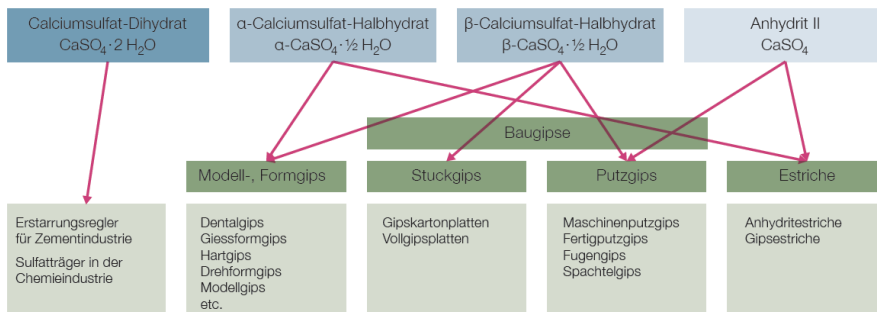 Calciumsulfat-Dihydrat
CaSO₄ · 2 H₂O
α-Calciumsulfat-Halbhydrat
α-CaSO₄ · ½ H₂O
β-Calciumsulfat-Halbhydrat
β-CaSO₄ · ½ H₂O
Anhydrit II
CaSO₄
Baugipse
Modell-, Formgips
Stuckgips
Putzgips
Estriche
Erstarrungsregler
für Zementindustrie
Sulfatträger in der
Chemieindustrie
Dentalgips
Giessformgips
Hartgips
Drehformgips
Modellgips
etc.
Gipskartonplatten
Vollgipsplatten
Maschinenputzgips
Fertigputzgips
Fugengips
Spachtelgips
Anhydritestriche
Gipsestriche